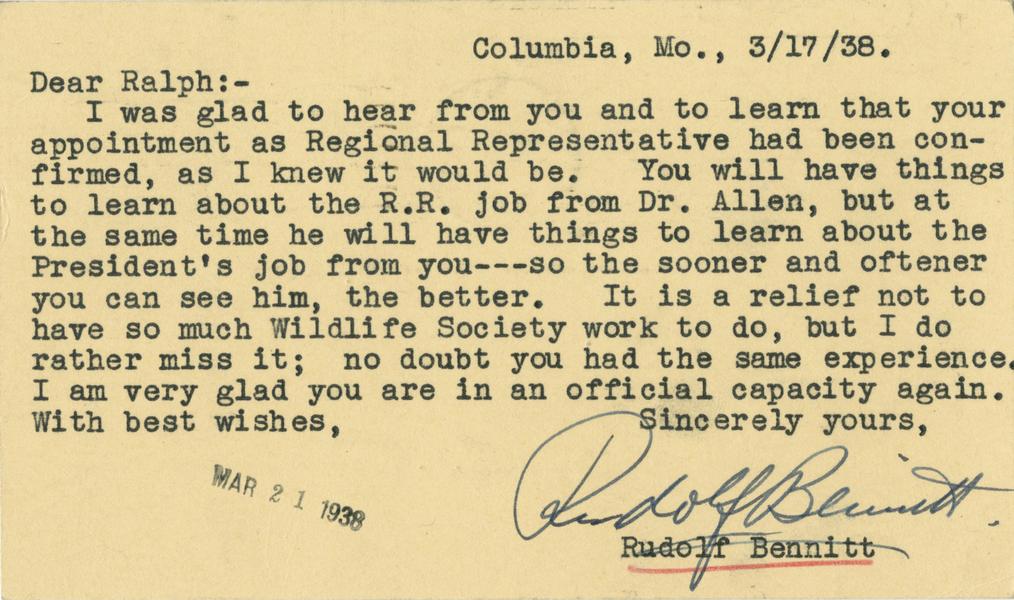 Columbia, Mo., 3/17/38.
Dear Ralph:-
I was glad to hear from you and to learn that your
appointment as Regional Representative had been con-
firmed, as I knew it would be. You will have things
to learn about the R.R. job from Dr. Allen, but at
the same time he will have things to learn about the
President's job from you---so the sooner and oftener
you can see him, the better. It is a relief not to
have so much Wildlife Society work to do, but I do
rather miss it; no doubt you had the same experience.
I am very glad you are in an official capacity again.
With best wishes, Sincerely yours,
MAR 21 1938
Rudolf Bennitt.
Rudolf Bennitt